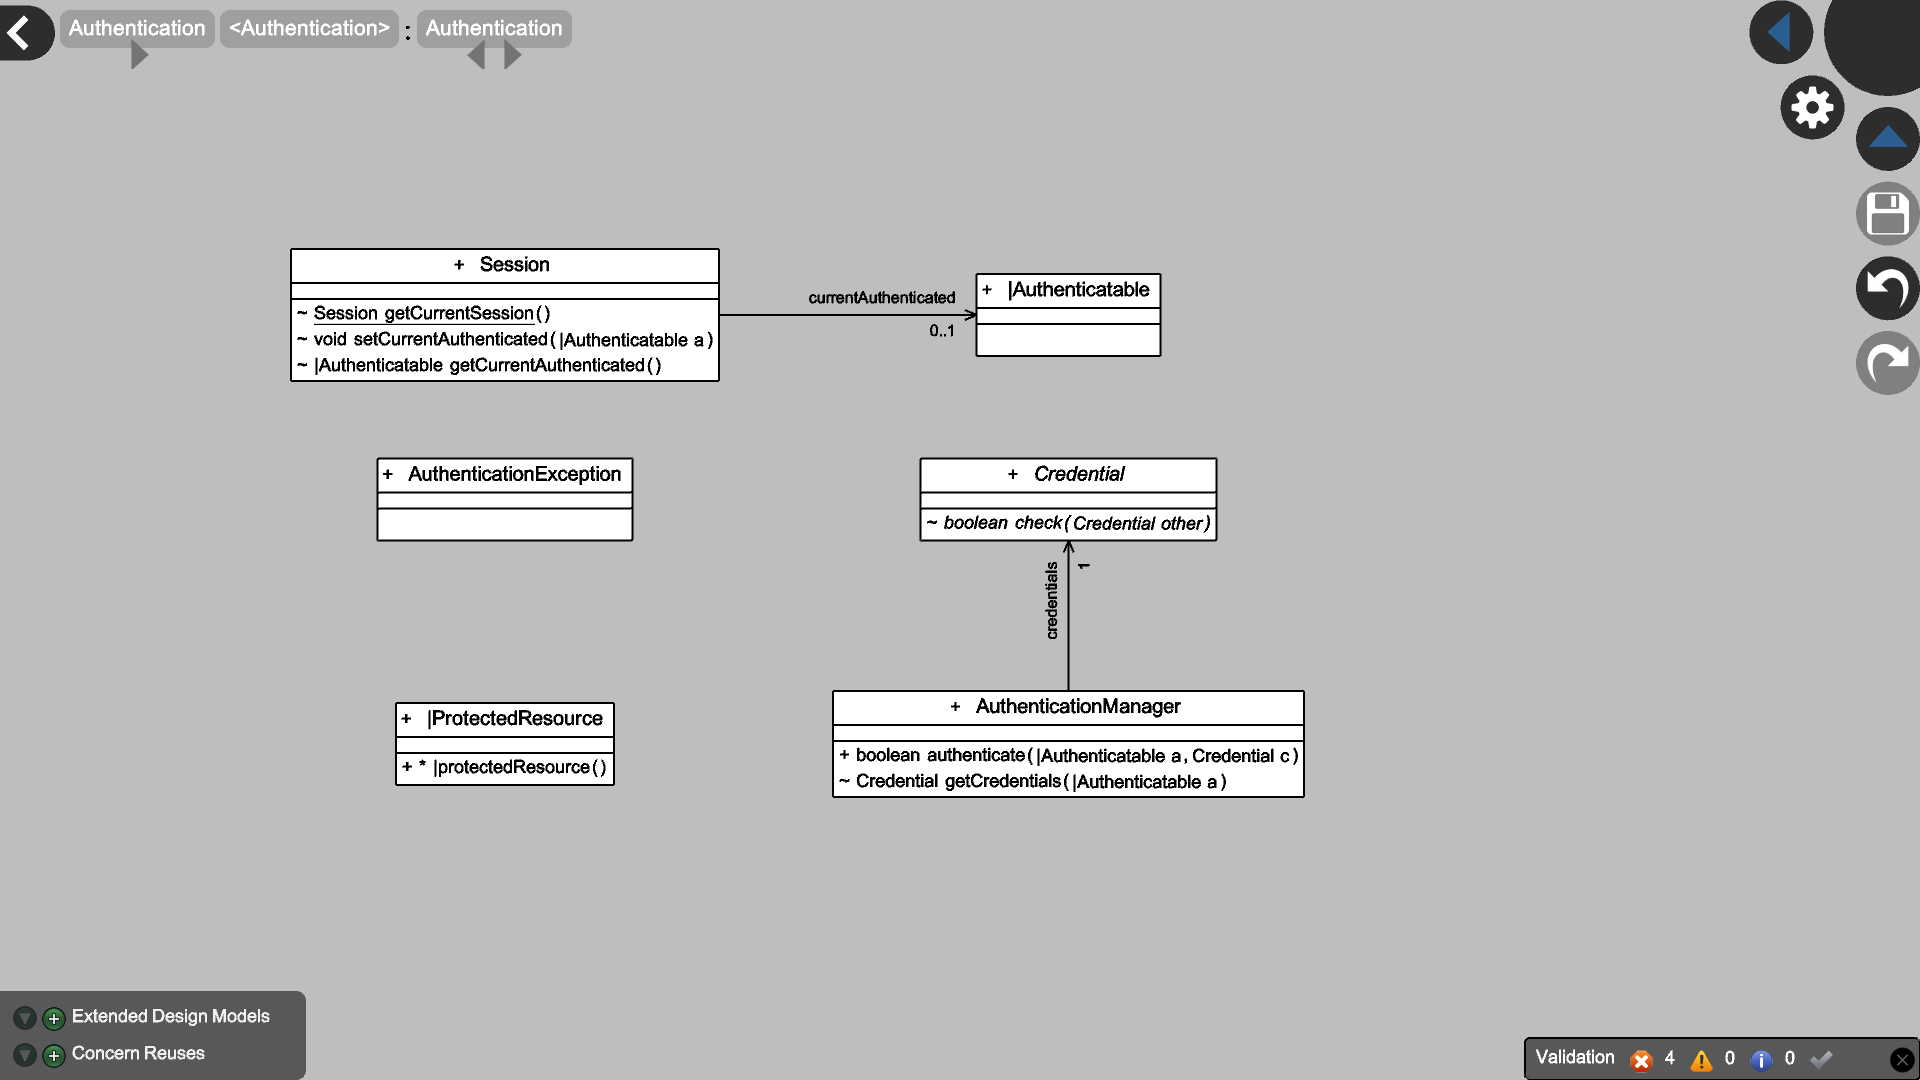 Authentication <Authentication> : Authentication
+ Session
~ Session getCurrentSession()
~ void setCurrentAuthenticated(|Authenticatable a)
~ |Authenticatable getCurrentAuthenticated()
currentAuthenticated
0..1
+ |Authenticatable
+ AuthenticationException
+ Credential
~ boolean check(Credential other)
credentials
1
+ |ProtectedResource
+ * |protectedResource()
+ AuthenticationManager
+ boolean authenticate(|Authenticatable a, Credential c)
~ Credential getCredentials(|Authenticatable a)
Extended Design Models
Concern Reuses
Validation 4 0 0